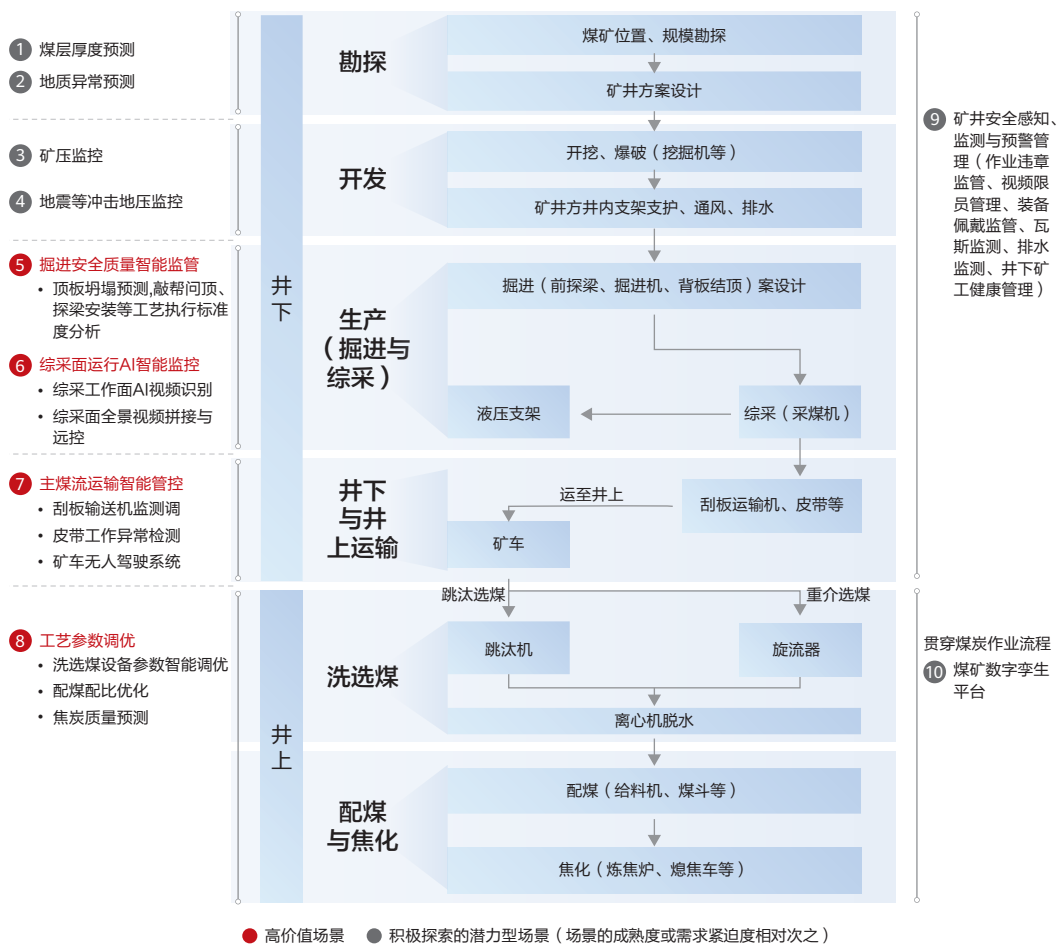 1 煤层厚度预测
2 地质异常预测
3 矿压监控
4 地震等冲击地压监控
5 掘进安全质量智能监管
• 顶板坍塌预测,敲帮问顶、
探梁安装等工艺执行标准
度分析
6 综采面运行AI智能监控
• 综采工作面AI视频识别
• 综采面全景视频拼接与
远控
7 主煤流运输智能管控
• 刮板输送机监测调
• 皮带工作异常检测
• 矿车无人驾驶系统
8 工艺参数调优
• 洗选煤设备参数智能调优
• 配煤配比优化
• 焦炭质量预测
井
下
井
上
勘探
煤矿位置、规模勘探
矿井方案设计
开发
开挖、爆破（挖掘机等）
矿井方井内支架支护、通风、排水
生产
（掘进与
综采）
掘进（前探梁、掘进机、背板结顶）案设计
液压支架
综采（采煤机）
井下
与井
上运输
运至井上
刮板运输机、皮带等
矿车
跳汰选煤
重介选煤
洗选煤
跳汰机
旋流器
离心机脱水
配煤
与焦化
配煤（给料机、煤斗等）
焦化（炼焦炉、熄焦车等）
9 矿井安全感知、
监测与预警管
理（作业违章
监管、视频限
员管理、装备
佩戴监管、瓦
斯监测、排水
监测、井下矿
工健康管理）
贯穿煤炭作业流程
10 煤矿数字孪生
平台
高价值场景
积极探索的潜力型场景（场景的成熟度或需求紧迫度相对次之）